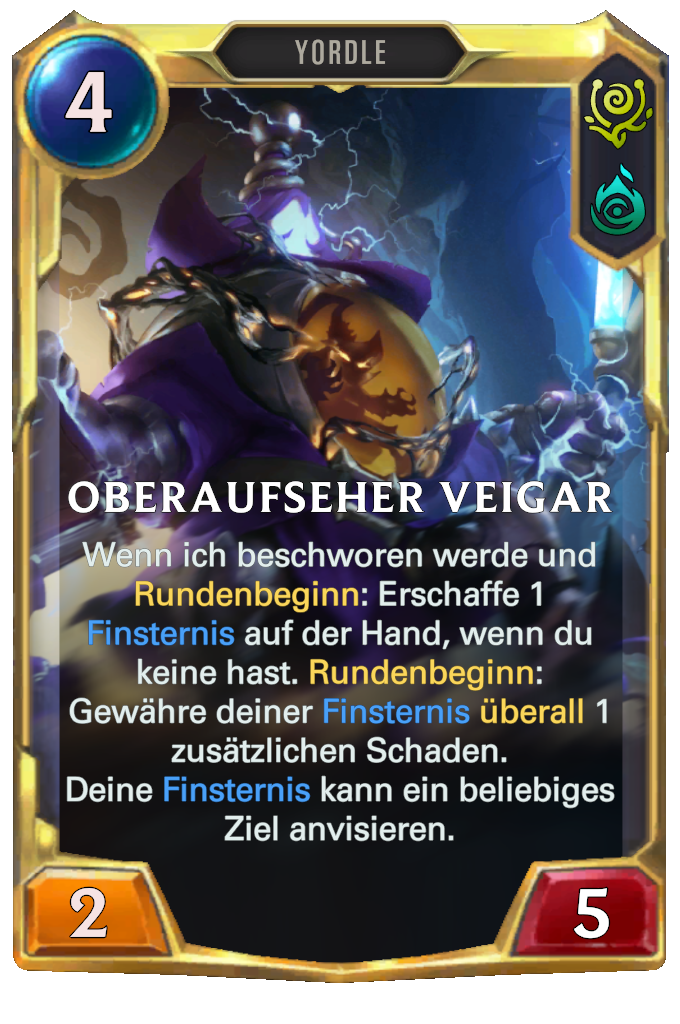 YORDLE
4
OBERAUFSEHER VEIGAR
Wenn ich beschworen werde und
Rundenbeginn: Erschaffe 1
Finsternis auf der Hand, wenn du
keine hast. Rundenbeginn:
Gewähre deiner Finsternis überall 1
zusätzlichen Schaden.
Deine Finsternis kann ein beliebiges
Ziel anvisieren.
2
5